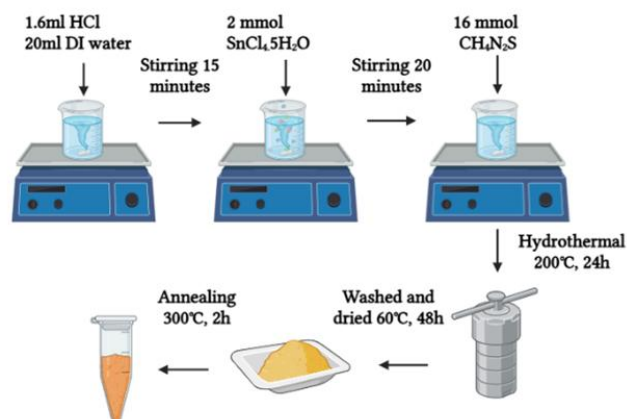 1.6ml HCl
20ml DI water
Stirring 15
minutes
2 mmol
SnCl₄.5H₂O
Stirring 20
minutes
16 mmol
CH₄N₂S
Hydrothermal
200℃, 24h
Washed and
dried 60℃, 48h
Annealing
300℃, 2h